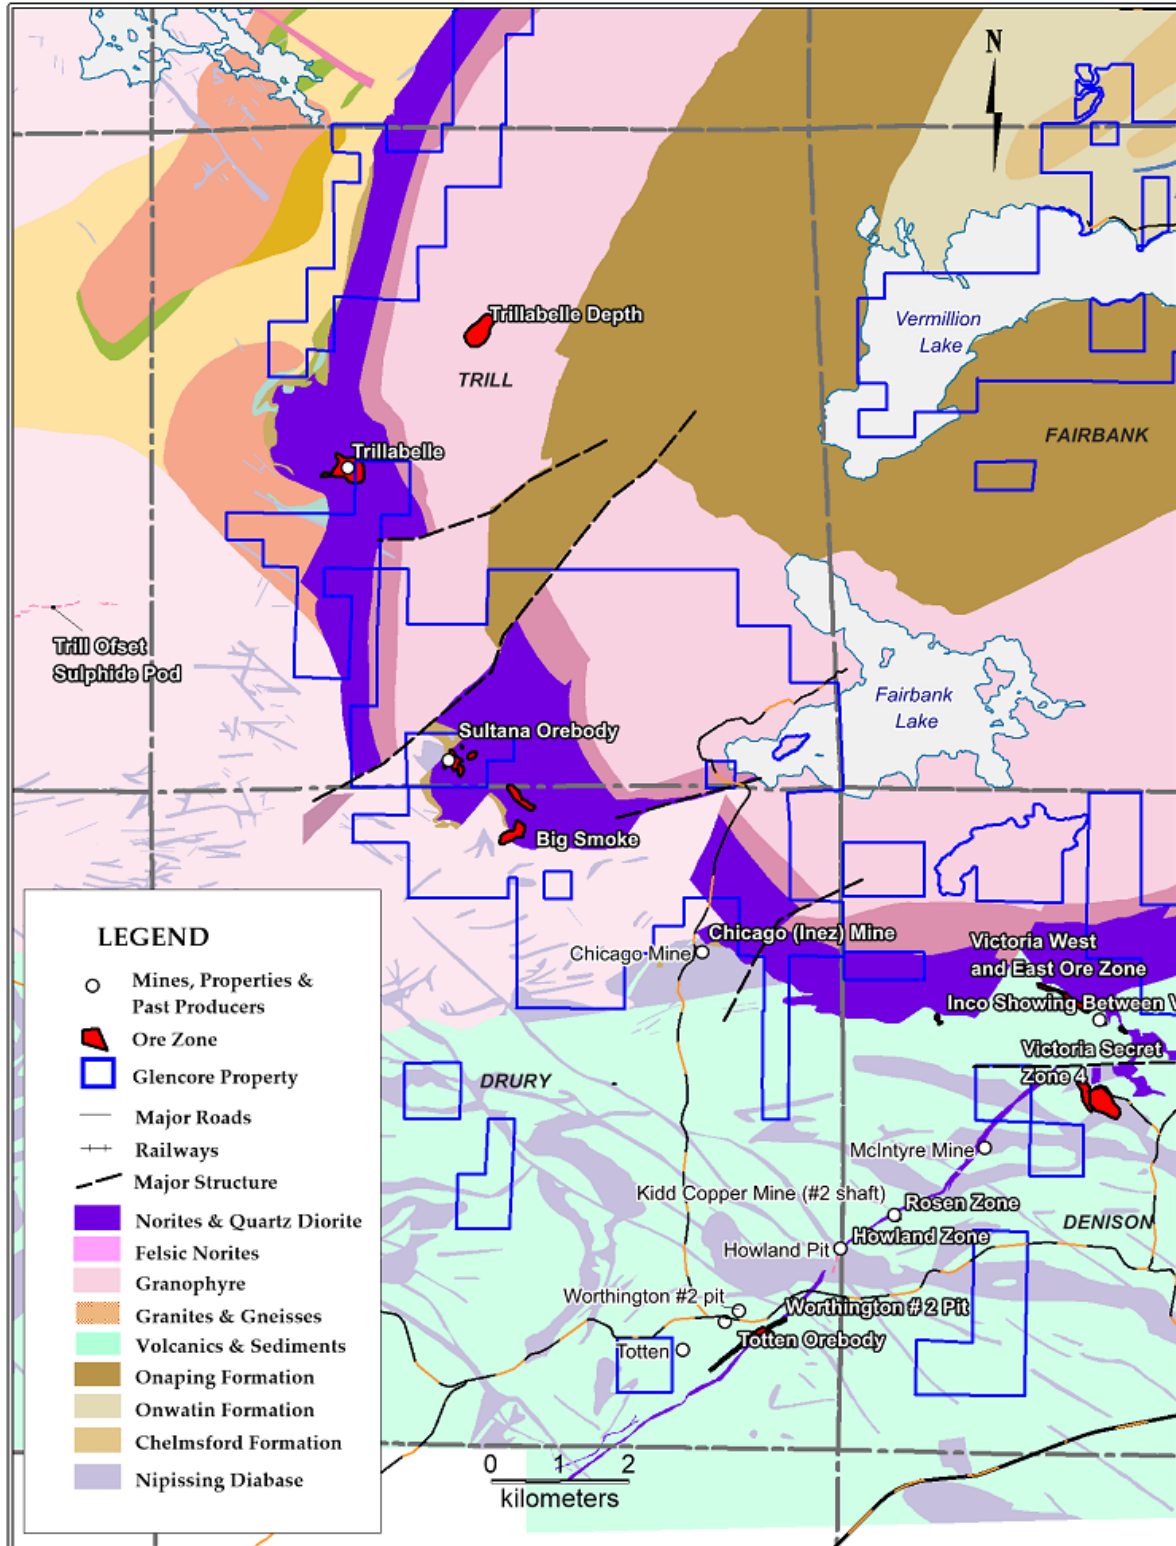 N
Vermillion
Lake
Trillabelle Depth
TRILL
FAIRBANK
Trillabelle
Trill Ofset
Sulphide Pod
Fairbank
Lake
Sultana Orebody
Big Smoke
Chicago (Inez) Mine
Chicago Mine
Victoria West
and East Ore Zone
Inco Showing Between V
Victoria Secret
Zone 4
DRURY
McIntyre Mine
Kidd Copper Mine (#2 shaft)
Rosen Zone
Howland Zone
DENISON
Howland Pit
Worthington #2 pit
Worthington # 2 Pit
Totten Orebody
Totten
LEGEND
Mines, Properties &
Past Producers
Ore Zone
Glencore Property
Major Roads
Railways
Major Structure
Norites & Quartz Diorite
Felsic Norites
Granophyre
Granites & Gneisses
Volcanics & Sediments
Onaping Formation
Onwatin Formation
Chelmsford Formation
Nipissing Diabase
0 1 2
kilometers